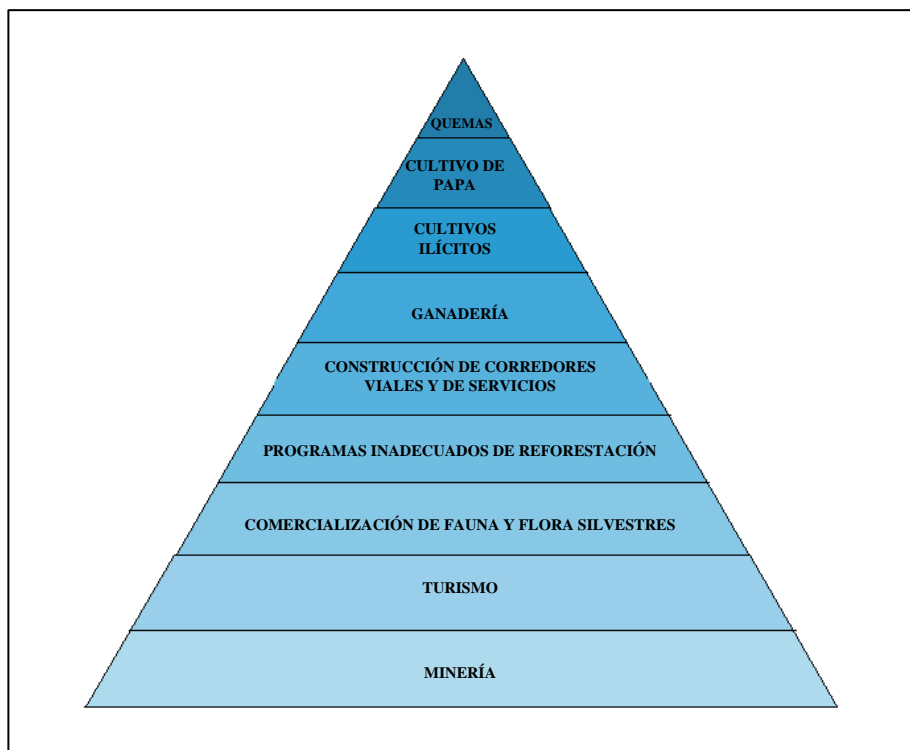 QUEMAS
CULTIVO DE
PAPA
CULTIVOS
ILÍCITOS
GANADERÍA
CONSTRUCCIÓN DE CORREDORES
VIALES Y DE SERVICIOS
PROGRAMAS INADECUADOS DE REFORESTACIÓN
COMERCIALIZACIÓN DE FAUNA Y FLORA SILVESTRES
TURISMO
MINERÍA